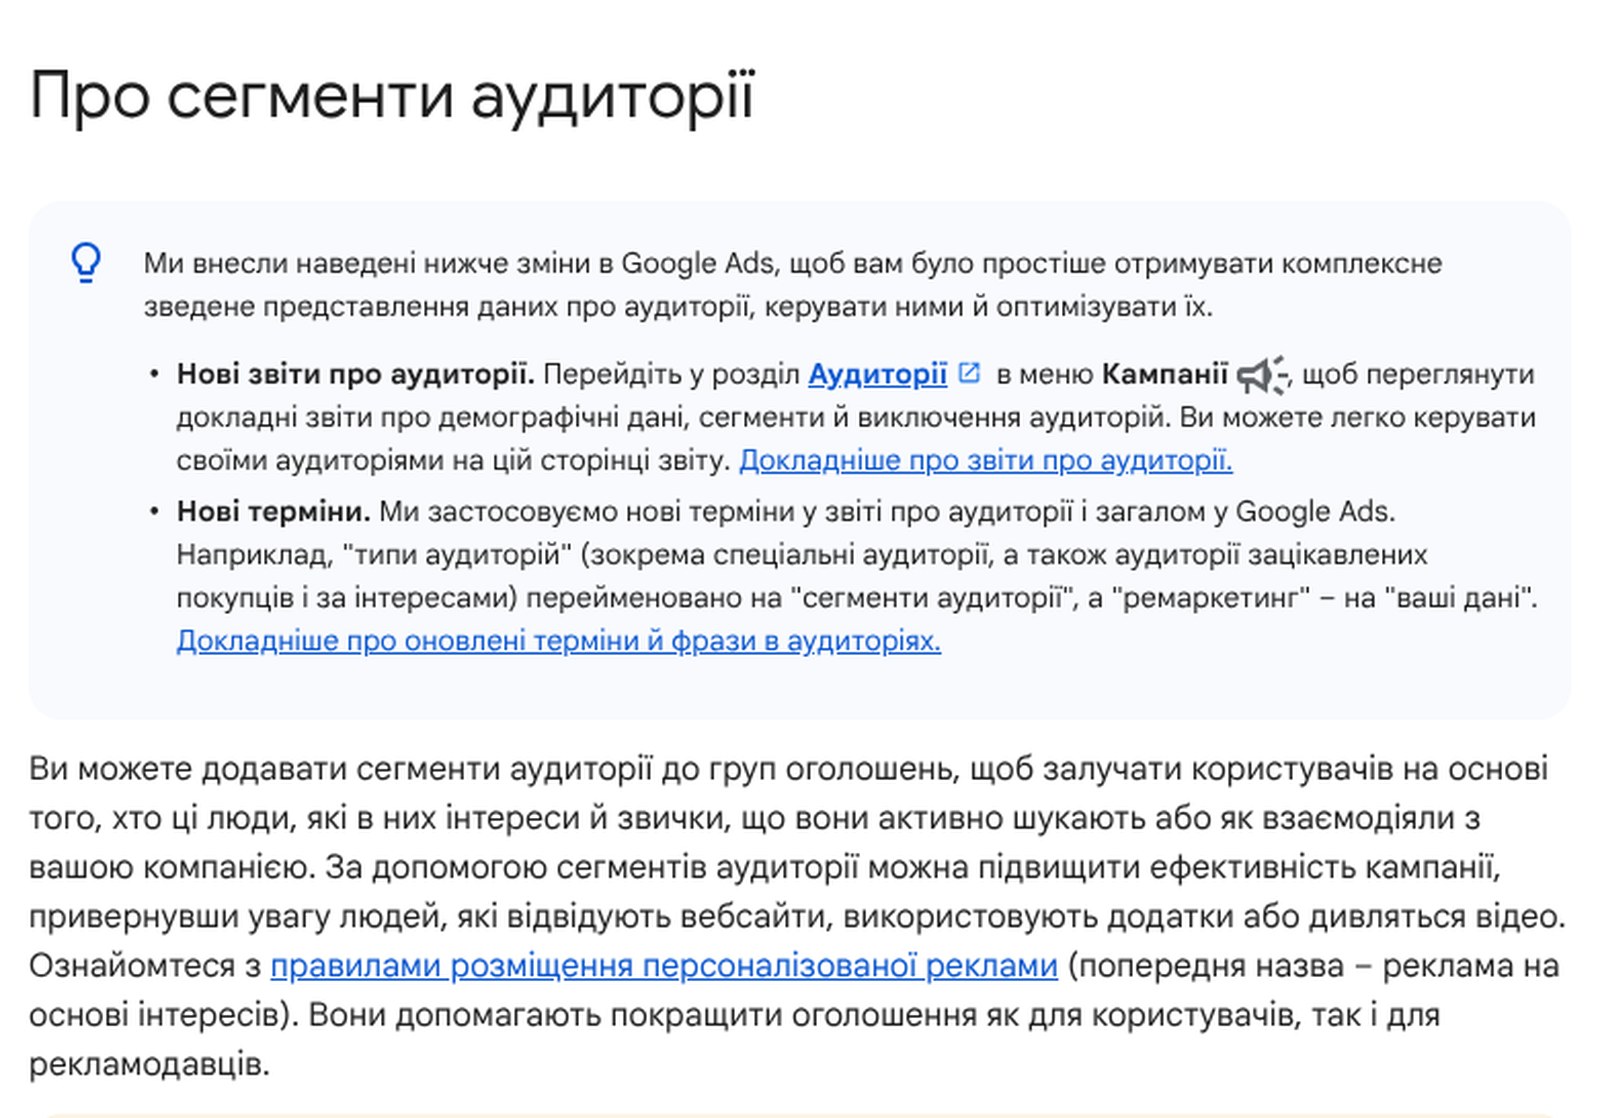 Про сегменти аудиторії
Ми внесли наведені нижче зміни в Google Ads, щоб вам було простіше отримувати комплексне
зведене представлення даних про аудиторії, керувати ними й оптимізувати їх.
• Нові звіти про аудиторії. Перейдіть у розділ Аудиторії в меню Кампанії , щоб переглянути
докладні звіти про демографічні дані, сегменти й виключення аудиторій. Ви можете легко керувати
своїми аудиторіями на цій сторінці звіту. Докладніше про звіти про аудиторії.
• Нові терміни. Ми застосовуємо нові терміни у звіті про аудиторії і загалом у Google Ads.
Наприклад, "типи аудиторій" (зокрема спеціальні аудиторії, а також аудиторії зацікавлених
покупців і за інтересами) перейменовано на "сегменти аудиторії", а "ремаркетинг" – на "ваші дані".
Докладніше про оновлені терміни й фрази в аудиторіях.
Ви можете додавати сегменти аудиторії до груп оголошень, щоб залучати користувачів на основі
того, хто ці люди, які в них інтереси й звички, що вони активно шукають або як взаємодіяли з
вашою компанією. За допомогою сегментів аудиторії можна підвищити ефективність кампанії,
привернувши увагу людей, які відвідують вебсайти, використовують додатки або дивляться відео.
Ознайомтеся з правилами розміщення персоналізованої реклами (попередня назва – реклама на
основі інтересів). Вони допомагають покращити оголошення як для користувачів, так і для
рекламодавців.